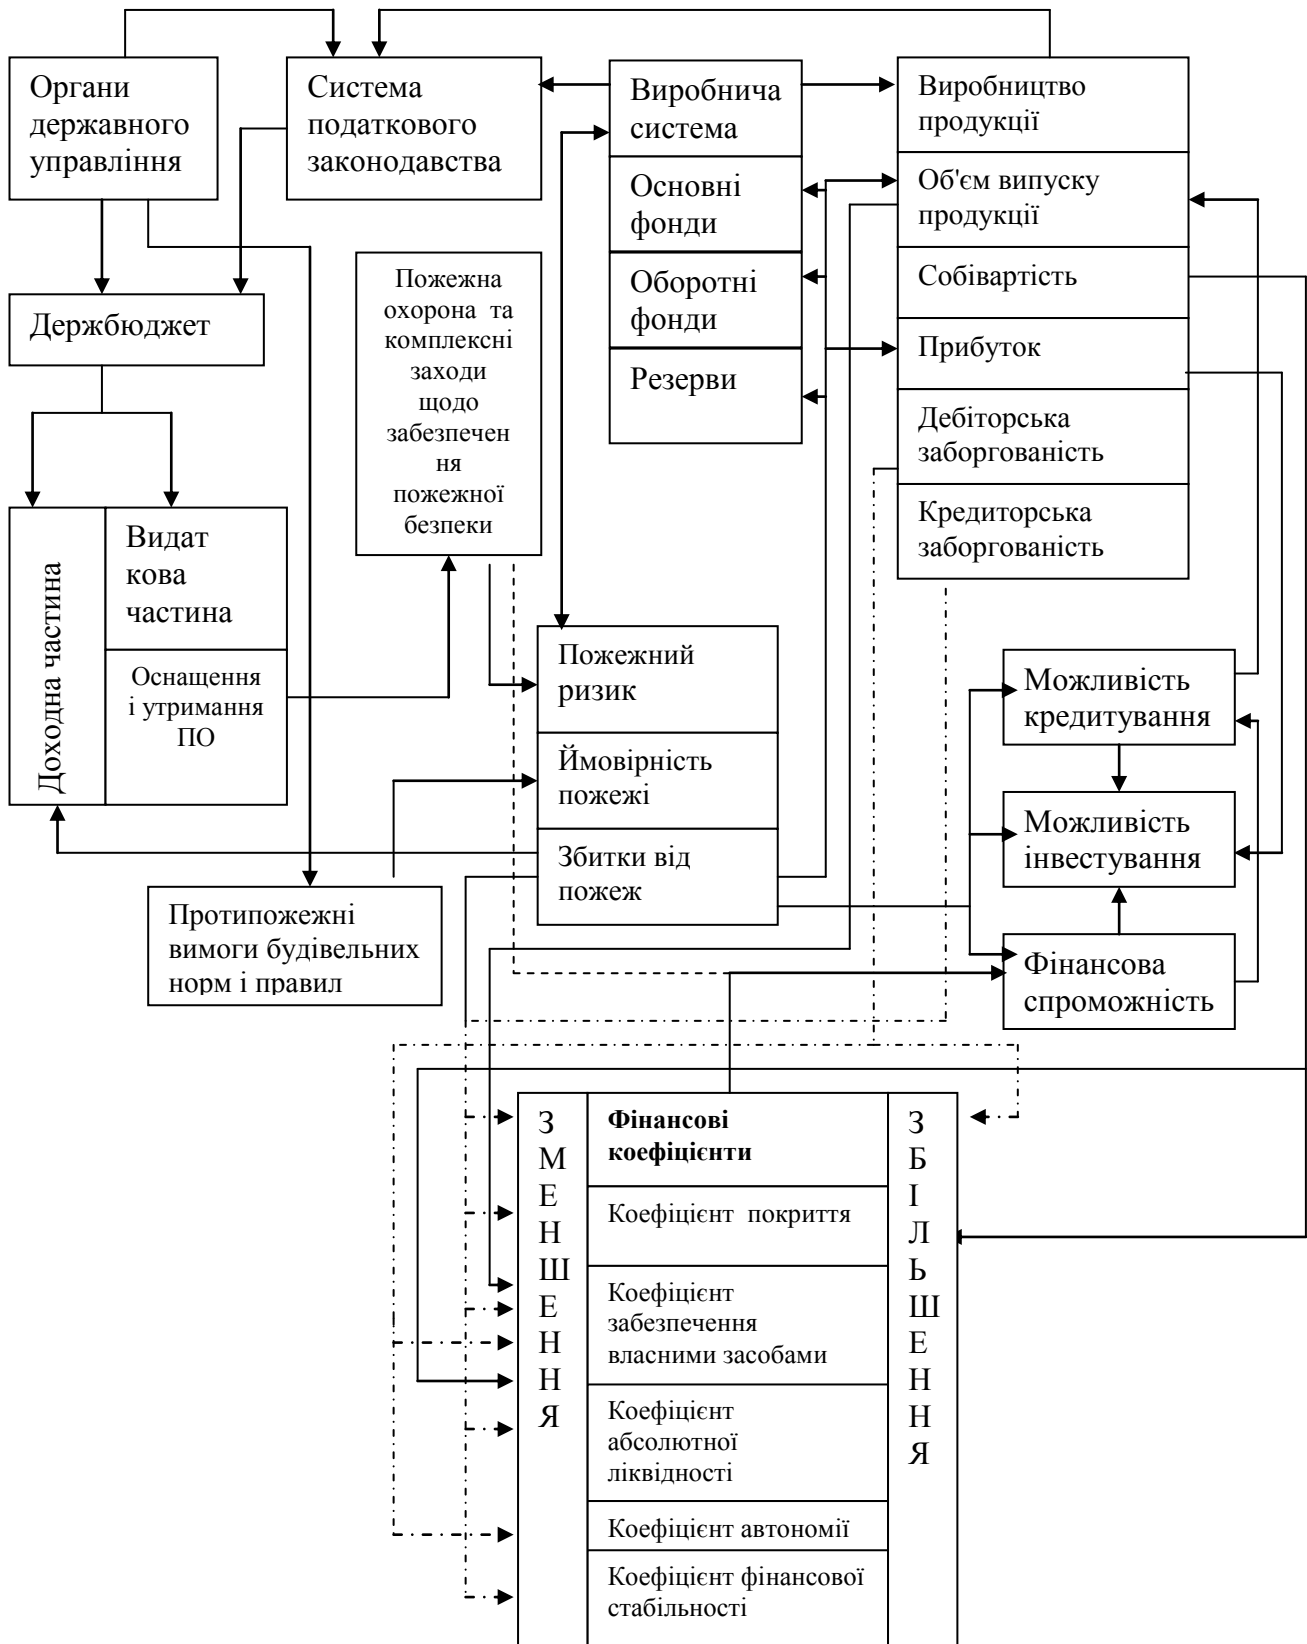 Органи
державного
управління
Система
податкового
законодавства
Виробнича
система
Основні
фонди
Оборотні
фонди
Резерви
Виробництво
продукції
Об'єм випуску
продукції
Собівартість
Прибуток
Дебіторська
заборгованість
Кредиторська
заборгованість
Держбюджет
Пожежна
охорона та
комплексні
заходи
щодо
забезпечен
ня
пожежної
безпеки
Доходна частина
Видат
кова
частина
Оснащення
і утримання
ПО
Пожежний
ризик
Ймовірність
пожежі
Збитки від
пожеж
Можливість
кредитування
Можливість
інвестування
Фінансова
спроможність
Протипожежні
вимоги будівельних
норм і правил
З
М
Е
Н
Ш
Е
Н
Н
Я
Фінансові
коефіцієнти
Коефіцієнт покриття
Коефіцієнт
забезпечення
власними засобами
Коефіцієнт
абсолютної
ліквідності
Коефіцієнт автономії
Коефіцієнт фінансової
стабільності
З
Б
І
Л
Ь
Ш
Е
Н
Н
Я